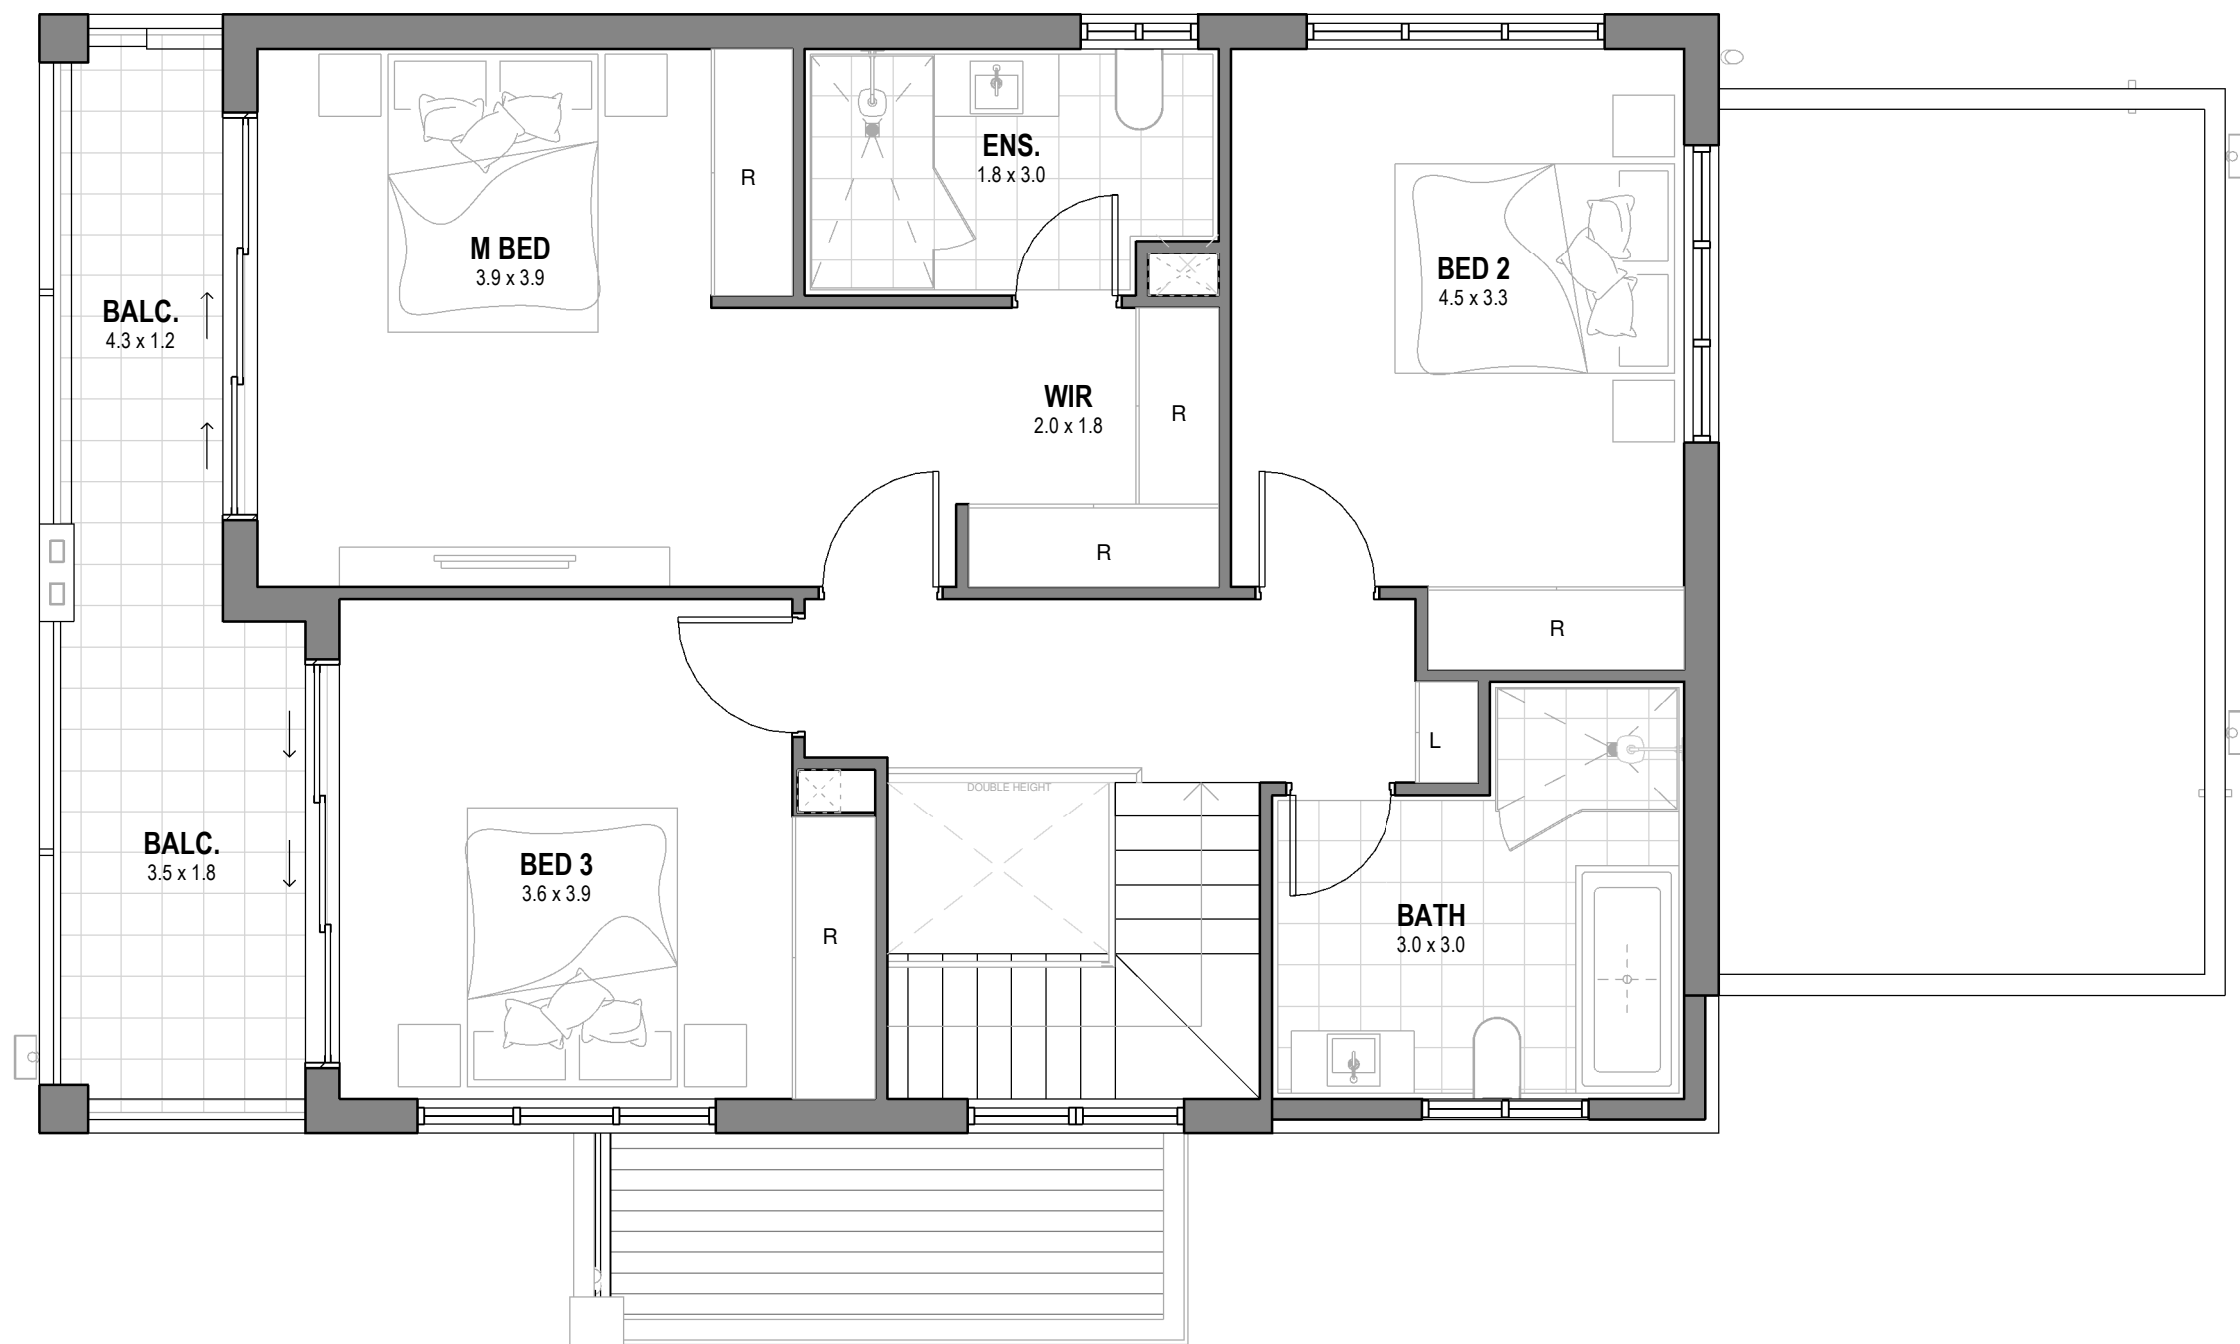 ENS.
1.8 x 3.0
R
M BED
3.9 x 3.9
BED 2
4.5 x 3.3
BALC.
4.3 x 1.2
WIR
2.0 x 1.8
R
R
R
L
DOUBLE HEIGHT
BALC.
3.5 x 1.8
BED 3
3.6 x 3.9
R
BATH
3.0 x 3.0